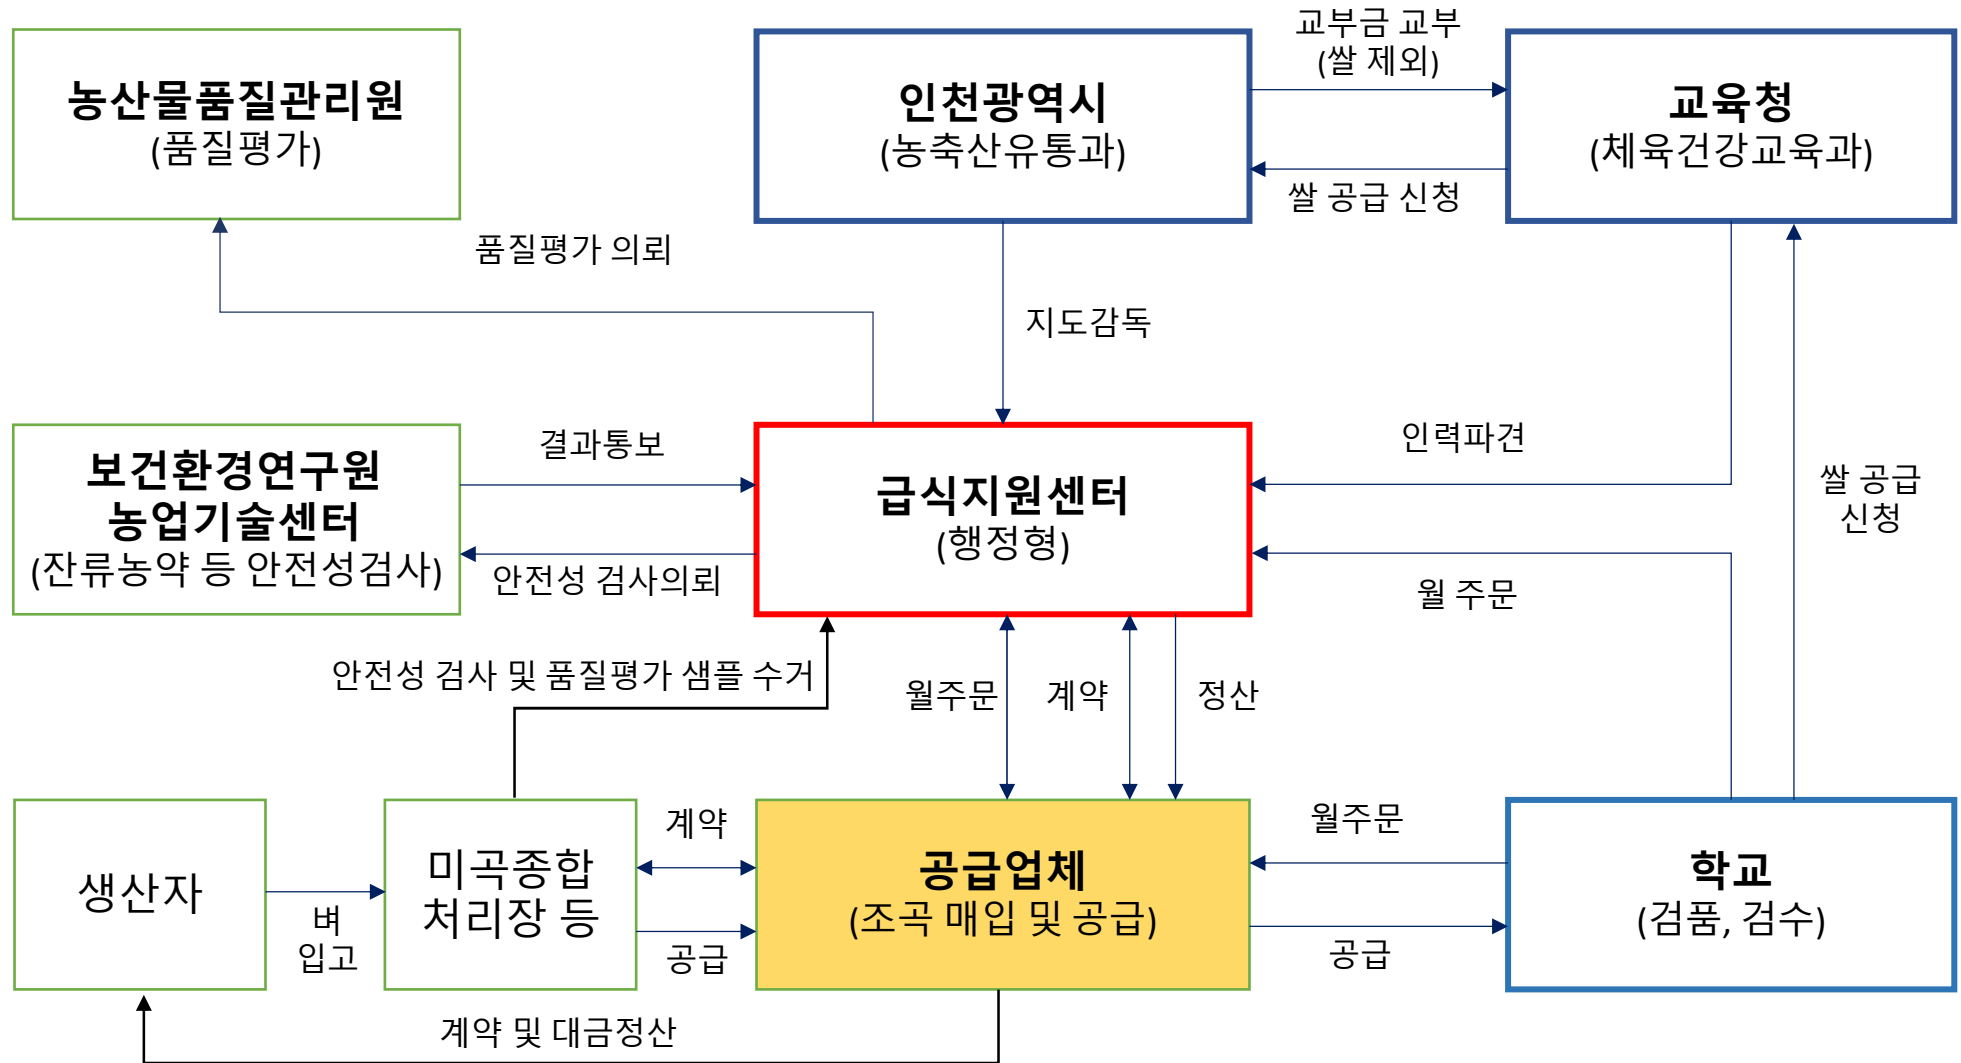 교부금 교부
(쌀 제외)
농산물품질관리원
(품질평가)
인천광역시
(농축산유통과)
교육청
(체육건강교육과)
쌀 공급 신청
품질평가 의뢰
지도감독
결과통보
인력파견
보건환경연구원
농업기술센터
(잔류농약 등 안전성검사)
급식지원센터
(행정형)
쌀 공급
신청
안전성 검사의뢰
월 주문
안전성 검사 및 품질평가 샘플 수거
월주문
계약
정산
계약
월주문
생산자
미곡종합
처리장 등
공급업체
(조곡 매입 및 공급)
학교
(검품, 검수)
벼
입고
공급
공급
계약 및 대금정산